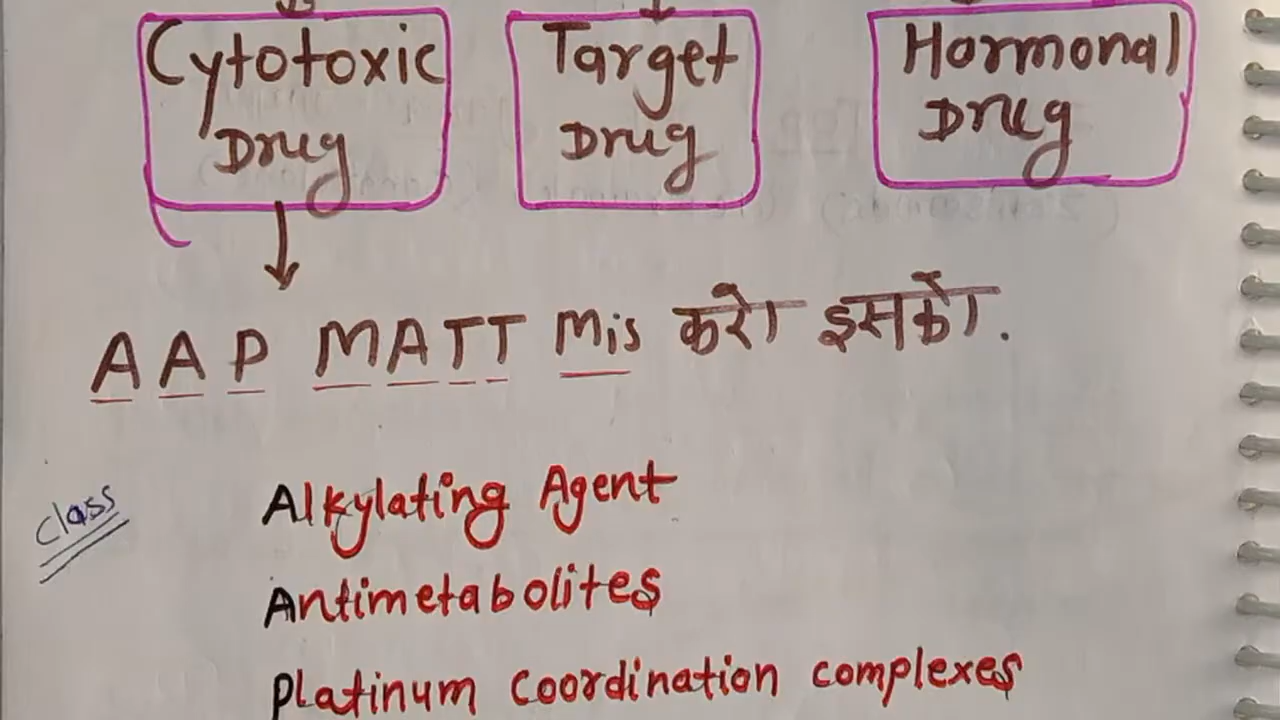 Cytotoxic
Drug
Target
Drug
Hormonal
Drug
AAP MATT Mis करो इसको.
class
Alkylating Agent
Antimetabolites
Platinum Coordination complexes